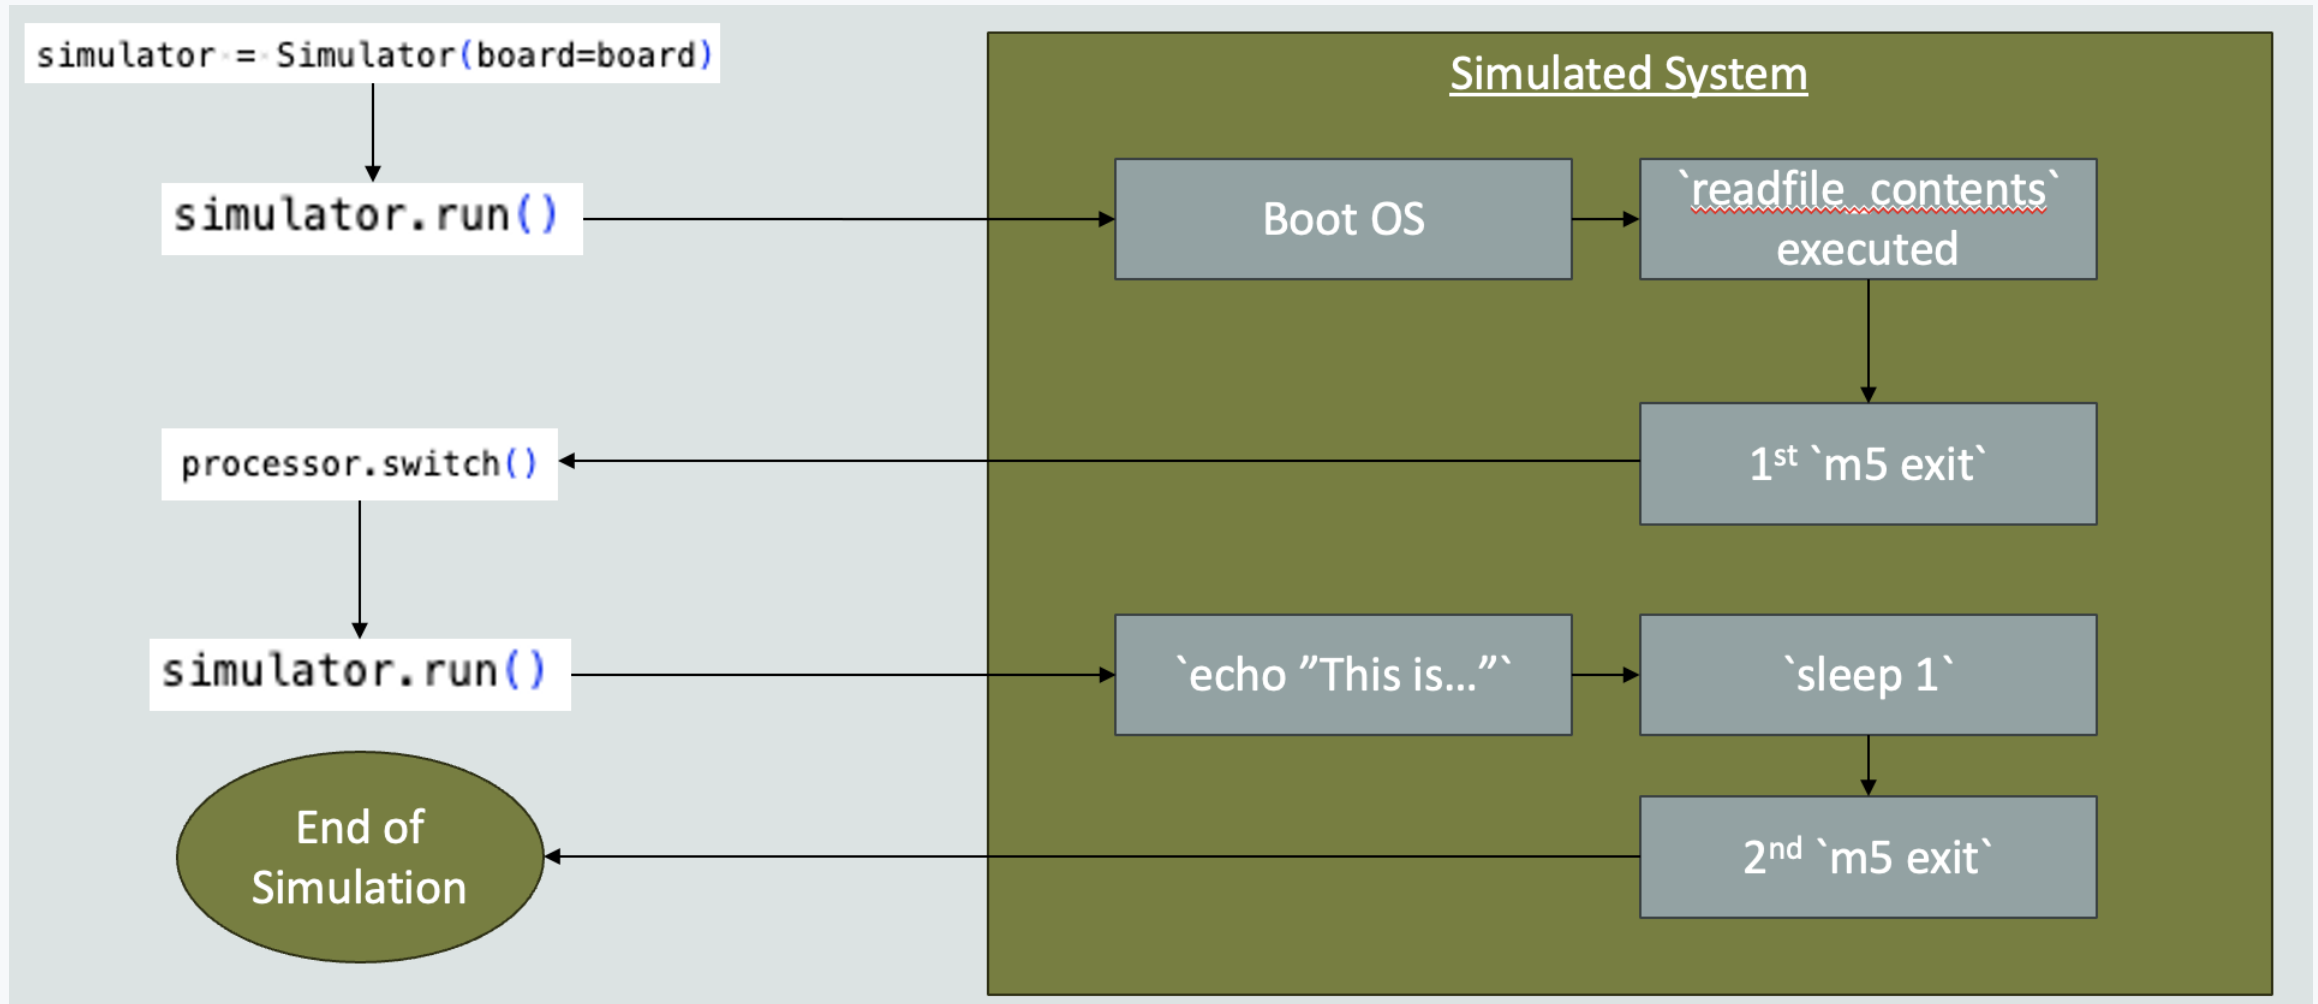 simulator = Simulator(board=board)
Simulated System
simulator.run()
Boot OS
`readfile_contents`
executed
processor.switch()
1st `m5 exit`
simulator.run()
`echo ”This is...”`
`sleep 1`
End of
Simulation
2nd `m5 exit`